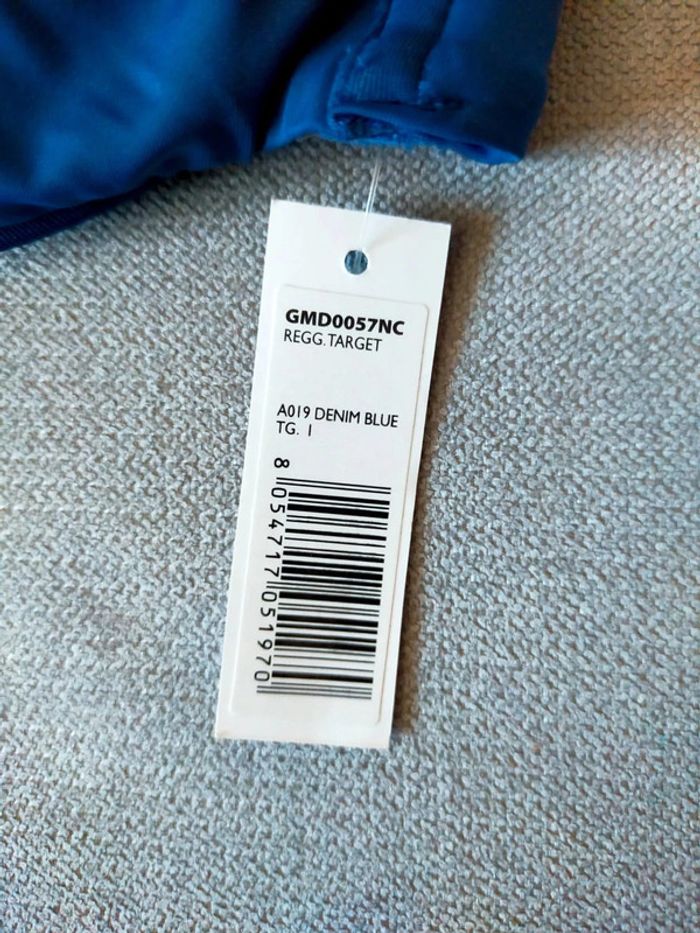 GMD0057NC
REGG.TARGET
A019 DENIM BLUE
TG. 1
8 054717 051970